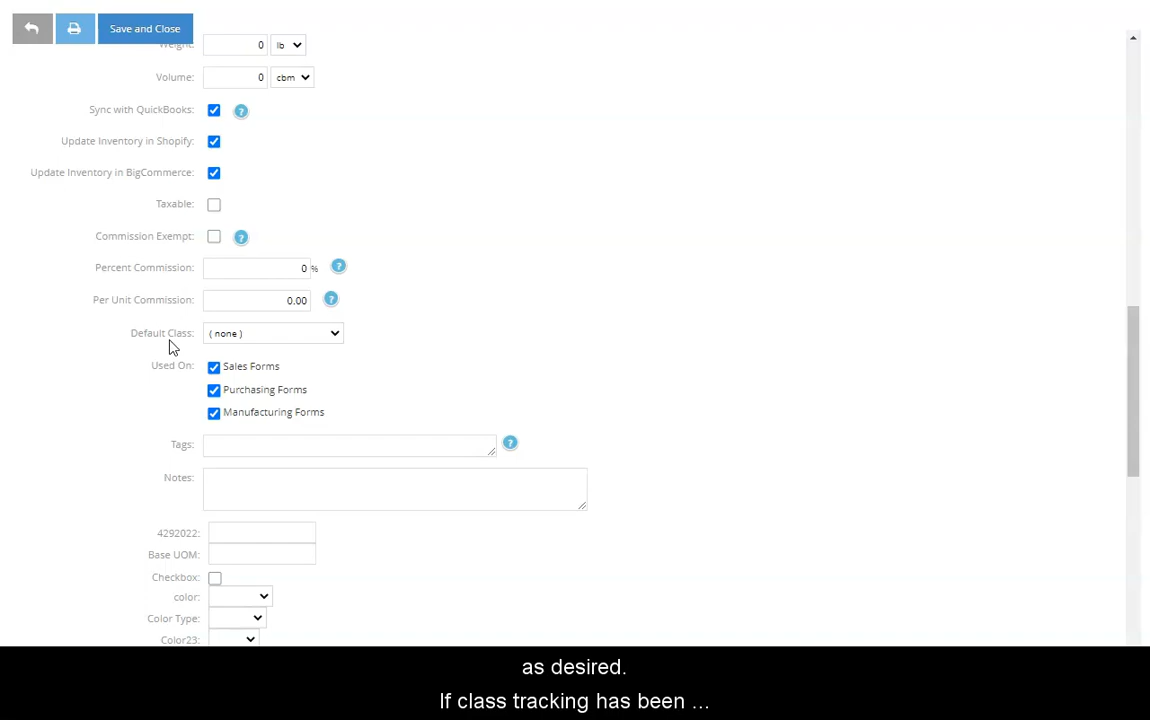 Save and Close
Weight: 0 lb
Volume: 0 cbm
Sync with QuickBooks: ?
Update Inventory in Shopify:
Update Inventory in BigCommerce:
Taxable:
Commission Exempt: ?
Percent Commission: 0 % ?
Per Unit Commission: 0.00 ?
Default Class: ( none )
Used On: Sales Forms
Purchasing Forms
Manufacturing Forms
Tags: ?
Notes:
4292022:
Base UOM:
Checkbox:
color:
Color Type:
Color23:
as desired.
If class tracking has been ...